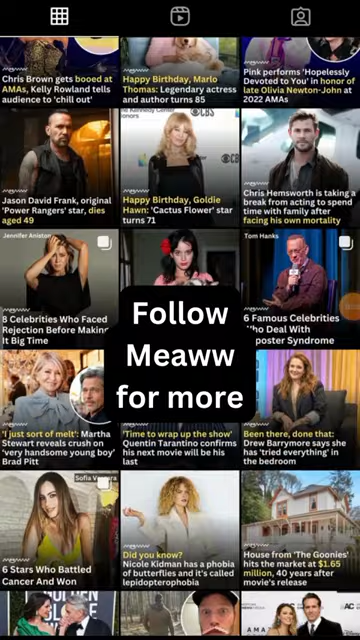 Chris Brown gets booed at
AMAs, Kelly Rowland tells
audience to 'chill out'
Happy Birthday, Marlo
Thomas: Legendary actress
and author turns 85
Pink performs 'Hopelessly
Devoted to You' in honor of
late Olivia Newton-John at
2022 AMAs
Jason David Frank, original
'Power Rangers' star, dies
aged 49
Kennedy Center
CBS
Happy Birthday, Goldie
Hawn: 'Cactus Flower' star
turns 71
Chris Hemsworth is taking a
break from acting to spend
time with family after
facing his own mortality
Jennifer Aniston
8 Celebrities Who Faced
Rejection Before Making
It Big Time
Tom Hanks
6 Famous Celebrities
Who Deal With
poster Syndrome
Follow
Meaww
for more
'I just sort of melt': Martha
Stewart reveals crush on
'very handsome young boy'
Brad Pitt
'Time to wrap up the show'
Quentin Tarantino confirms
his next movie will be his
last
Been there, done that:
Drew Barrymore says she
has 'tried everything' in the
bedroom
Sofia Vergara
6 Stars Who Battled
Cancer And Won
Did you know?
Nicole Kidman has a phobia
of butterflies and it's called
lepidopterophobia
House from 'The Goonies'
hits the market at $1.65
million, 40 years after
movie's release
GOLDEN
GLOBE
AMA
AC